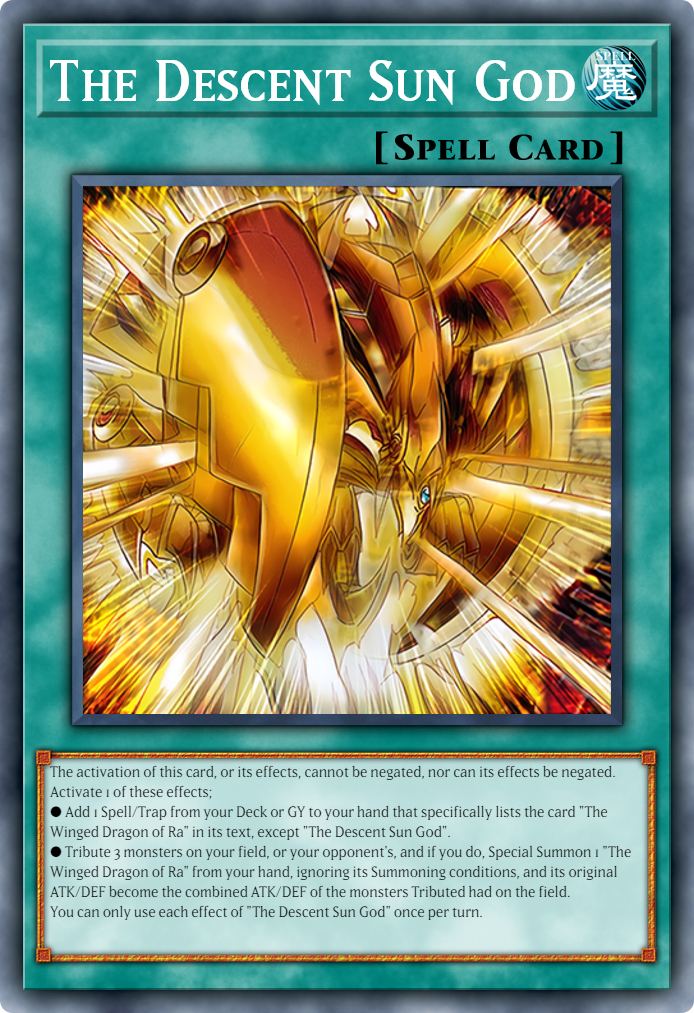 THE DESCENT SUN GOD
SPELL
魔
[SPELL CARD]
The activation of this card, or its effects, cannot be negated, nor can its effects be negated.
Activate 1 of these effects;
● Add 1 Spell/Trap from your Deck or GY to your hand that specifically lists the card "The
Winged Dragon of Ra" in its text, except "The Descent Sun God".
● Tribute 3 monsters on your field, or your opponent's, and if you do, Special Summon 1 "The
Winged Dragon of Ra" from your hand, ignoring its Summoning conditions, and its original
ATK/DEF become the combined ATK/DEF of the monsters Tributed had on the field.
You can only use each effect of "The Descent Sun God" once per turn.